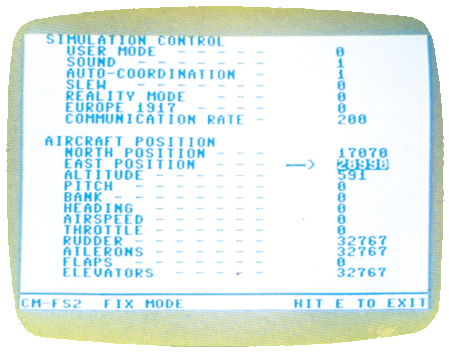 SIMULATION CONTROL
USER MODE - - - - - - 0
SOUND - - - - - - - - 1
AUTO-COORDINATION - 1
SLEW - - - - - - - - 0
REALITY MODE - - - - 0
EUROPE 1917 - - - - 0
COMMUNICATION RATE - 200
AIRCRAFT POSITION
NORTH POSITION - - - 17070
EAST POSITION - - - → 20990
ALTITUDE - - - - - - 591
PITCH - - - - - - - 0
BANK - - - - - - - - 0
HEADING - - - - - - 0
AIRSPEED - - - - - - 0
THROTTLE - - - - - - 0
RUDDER - - - - - - - 32767
AILERONS - - - - - - 32767
FLAPS - - - - - - - 0
ELEVATORS - - - - - 32767
CM-FS2 FIX MODE HIT E TO EXIT